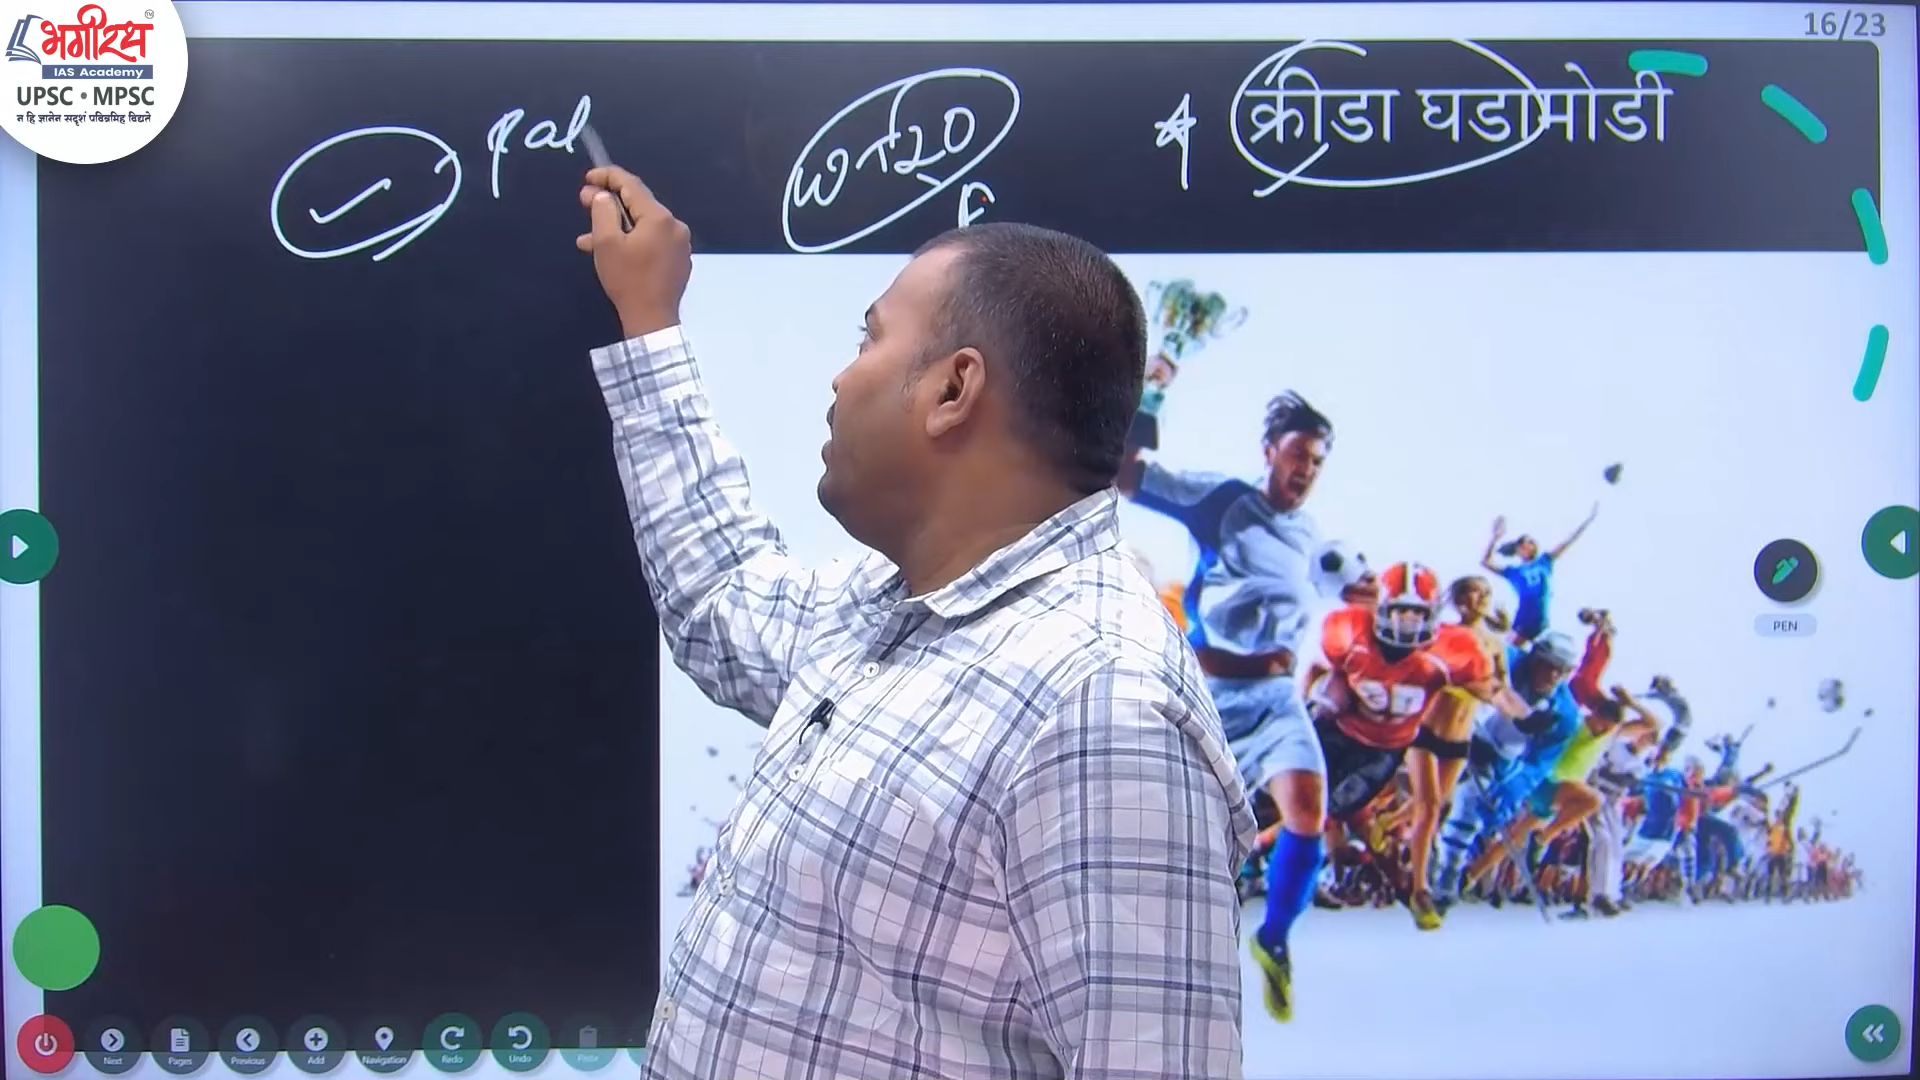 भगीरथ
IAS Academy
UPSC • MPSC
न हि ज्ञानेन सदृशं पवित्रमिह विद्यते
16/23
Pal
WT20
F
क्रीडा घडामोडी
PEN
Next
Pages
Previous
Add
Navigation
Redo
Undo
Paste